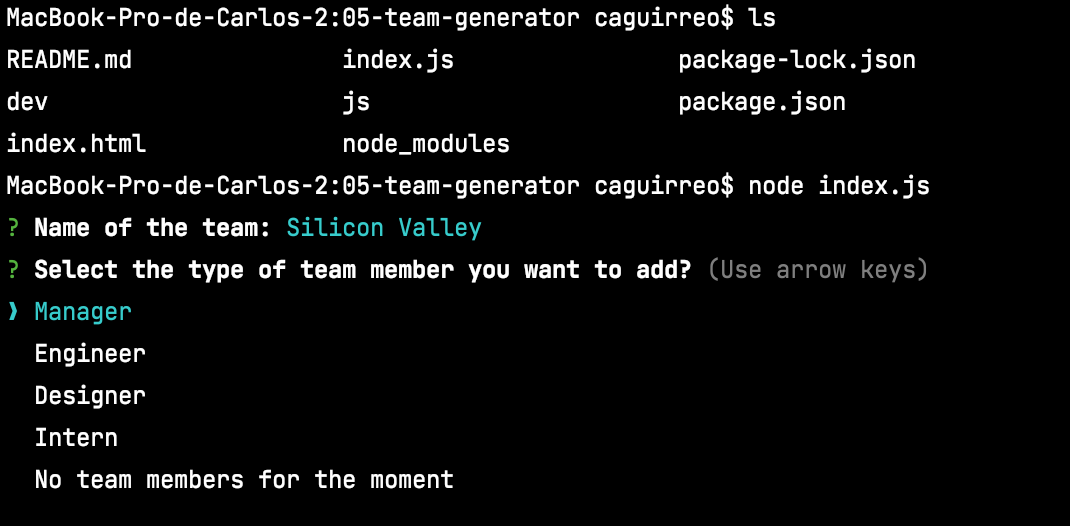 MacBook-Pro-de-Carlos-2:05-team-generator caguirreo$ ls
README.md index.js package-lock.json
dev js package.json
index.html node_modules
MacBook-Pro-de-Carlos-2:05-team-generator caguirreo$ node index.js
? Name of the team: Silicon Valley
? Select the type of team member you want to add? (Use arrow keys)
❯ Manager
Engineer
Designer
Intern
No team members for the moment